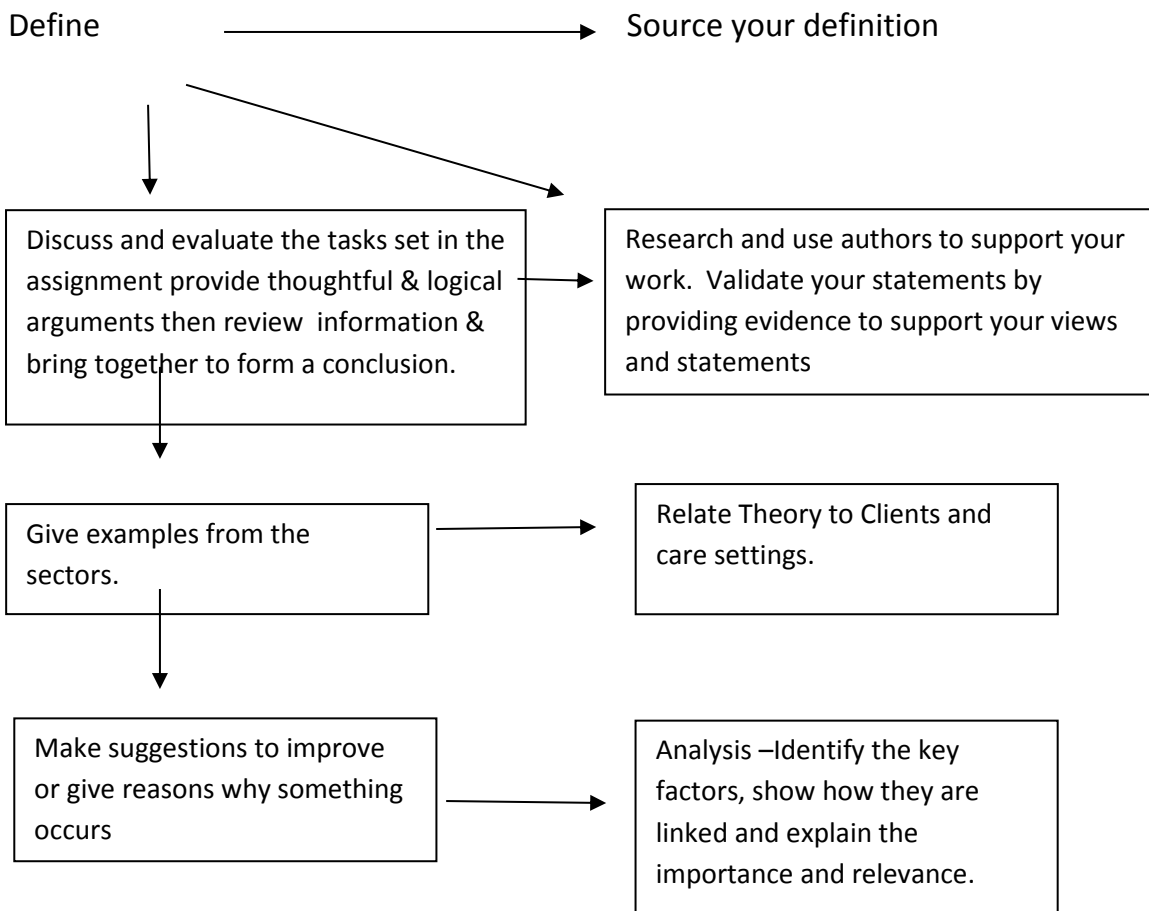 Define
Source your definition
Discuss and evaluate the tasks set in the
assignment provide thoughtful & logical
arguments then review  information &
bring together to form a conclusion.
Research and use authors to support your
work.  Validate your statements by
providing evidence to support your views
and statements
Give examples from the
sectors.
Relate Theory to Clients and
care settings.
Make suggestions to improve
or give reasons why something
occurs
Analysis –Identify the key
factors, show how they are
linked and explain the
importance and relevance.